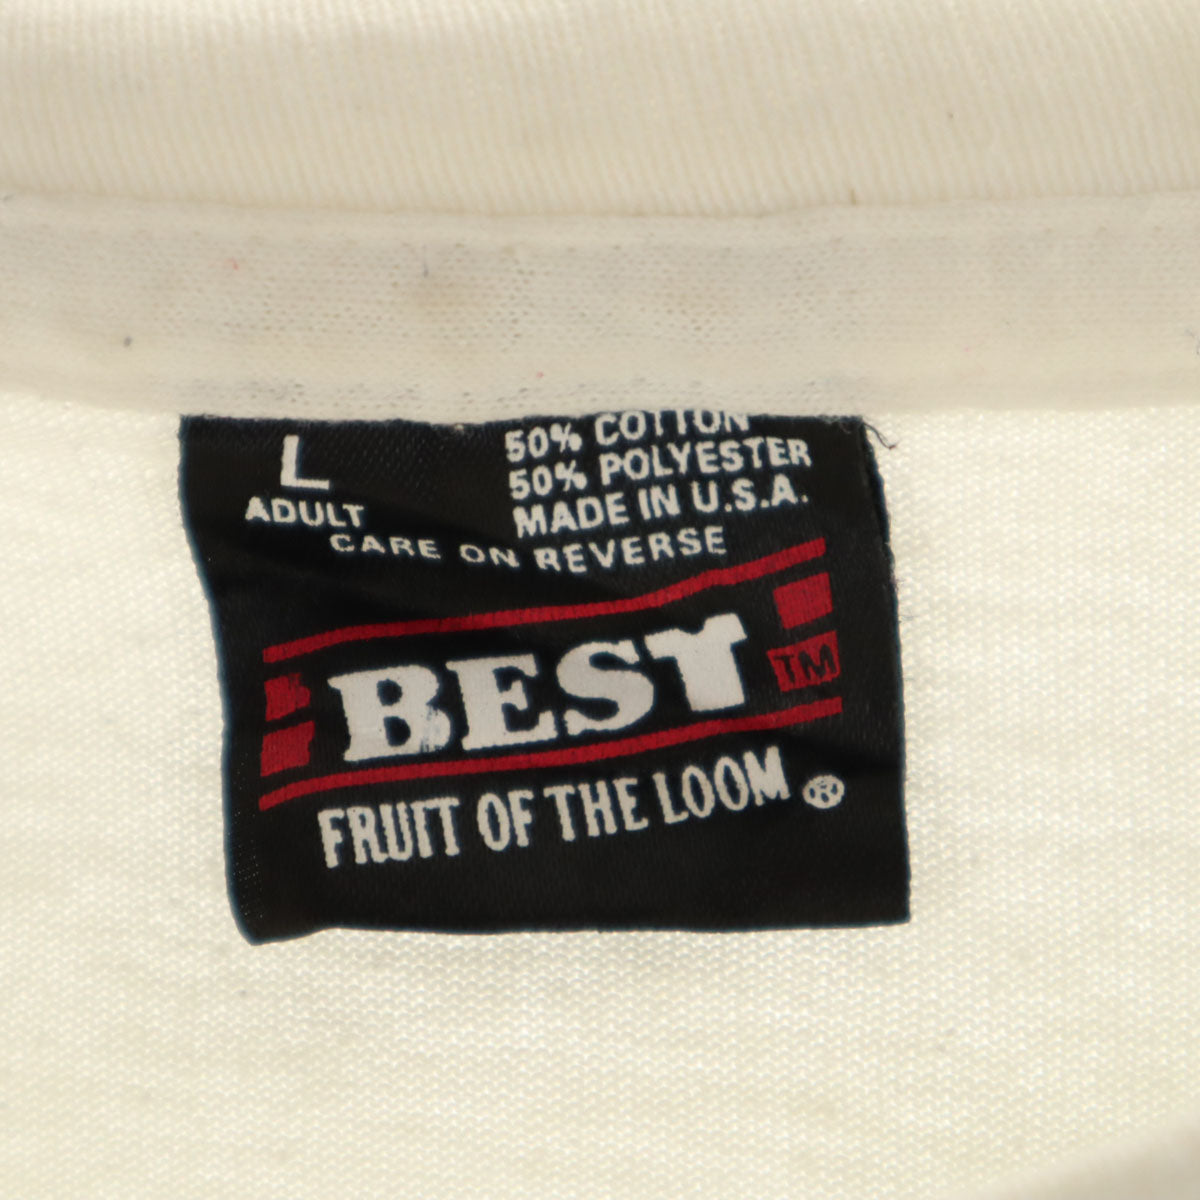 L
ADULT
50% COTTON
50% POLYESTER
MADE IN U.S.A.
CARE ON REVERSE
BEST TM
FRUIT OF THE LOOM ®